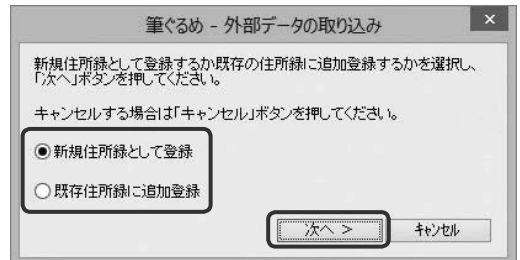 筆ぐるめ - 外部データの取り込み
×
新規住所録として登録するか既存の住所録に追加登録するかを選択し、
「次へ」ボタンを押してください。
キャンセルする場合は「キャンセル」ボタンを押してください。
新規住所録として登録
既存住所録に追加登録
次へ >
キャンセル